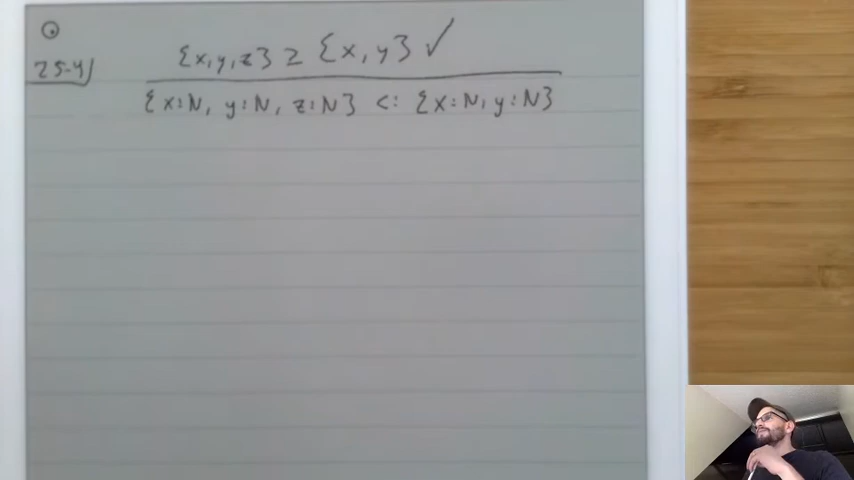 25-4
{x,y,z} ⊇ {x,y} ✓
{x:N, y:N, z:N} <: {x:N, y:N}